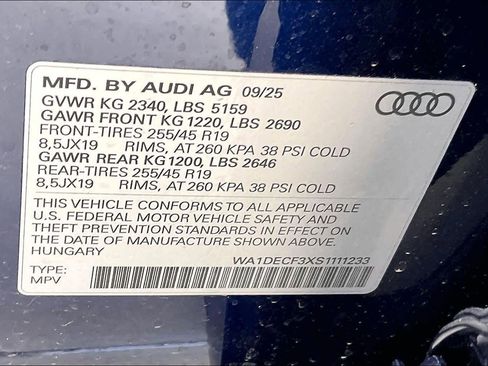 MFD. BY AUDI AG 09/25
GVWR KG 2340, LBS 5159
GAWR FRONT KG 1220, LBS 2690
FRONT-TIRES 255/45 R19
8,5JX19 RIMS, AT 260 KPA 38 PSI COLD
GAWR REAR KG1200, LBS 2646
REAR-TIRES 255/45 R19
8,5JX19 RIMS, AT 260 KPA 38 PSI COLD
THIS VEHICLE CONFORMS TO ALL APPLICABLE
U.S. FEDERAL MOTOR VEHICLE SAFETY AND
THEFT PREVENTION STANDARDS IN EFFECT ON
THE DATE OF MANUFACTURE SHOWN ABOVE.
HUNGARY
WA1DECF3XS1111233
TYPE:
MPV